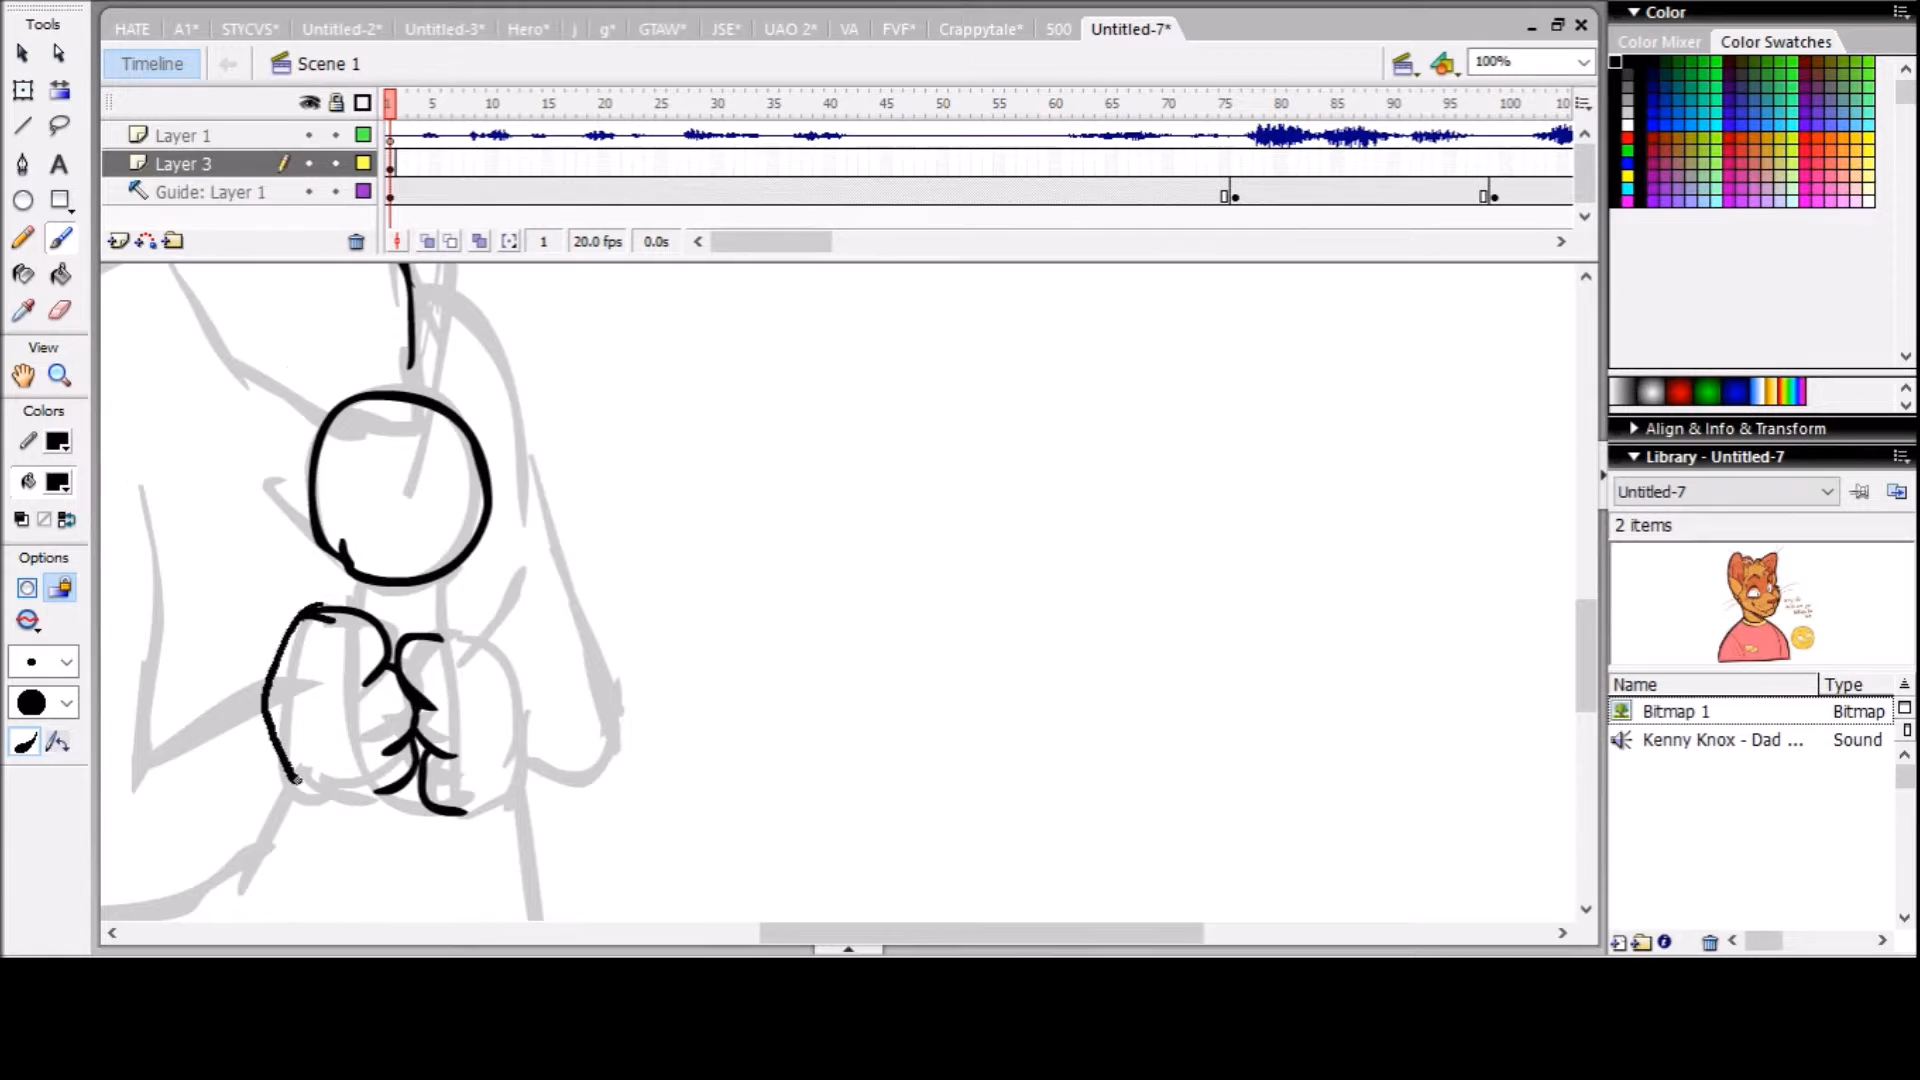 Tools
HATE A1* STYCVS* Untitled-2* Untitled-3* Hero* j g* GTAW* JSE* UAO 2* VA FVF* Crappytale* 500 Untitled-7*
Timeline Scene 1 100%
1 5 10 15 20 25 30 35 40 45 50 55 60 65 70 75 80 85 90 95 100 10
Layer 1
Layer 3
Guide: Layer 1
1 20.0 fps 0.0s
A
View
Colors
Options
Color
Color Mixer Color Swatches
Align & Info & Transform
Library - Untitled-7
Untitled-7
2 items
Name Type
Bitmap 1 Bitmap
Kenny Knox - Dad ... Sound